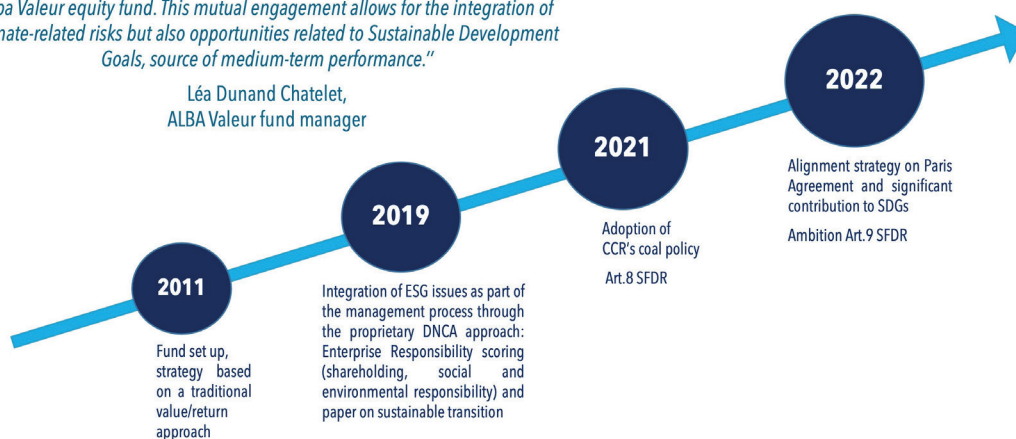 ba Valeur equity fund. This mutual engagement allows for the integration of
mate-related risks but also opportunities related to Sustainable Development
Goals, source of medium-term performance.’’
Léa Dunand Chatelet,
ALBA Valeur fund manager
2011
Fund set up,
strategy based
on a traditional
value/return
approach
2019
Integration of ESG issues as part
of the management process through
the proprietary DNCA approach:
Enterprise Responsibility scoring
(shareholding, social and
environmental responsibility) and
paper on sustainable transition
2021
Adoption of
CCR's coal policy
Art.8 SFDR
2022
Alignment strategy on Paris
Agreement and significant
contribution to SDGs
Ambition Art.9 SFDR